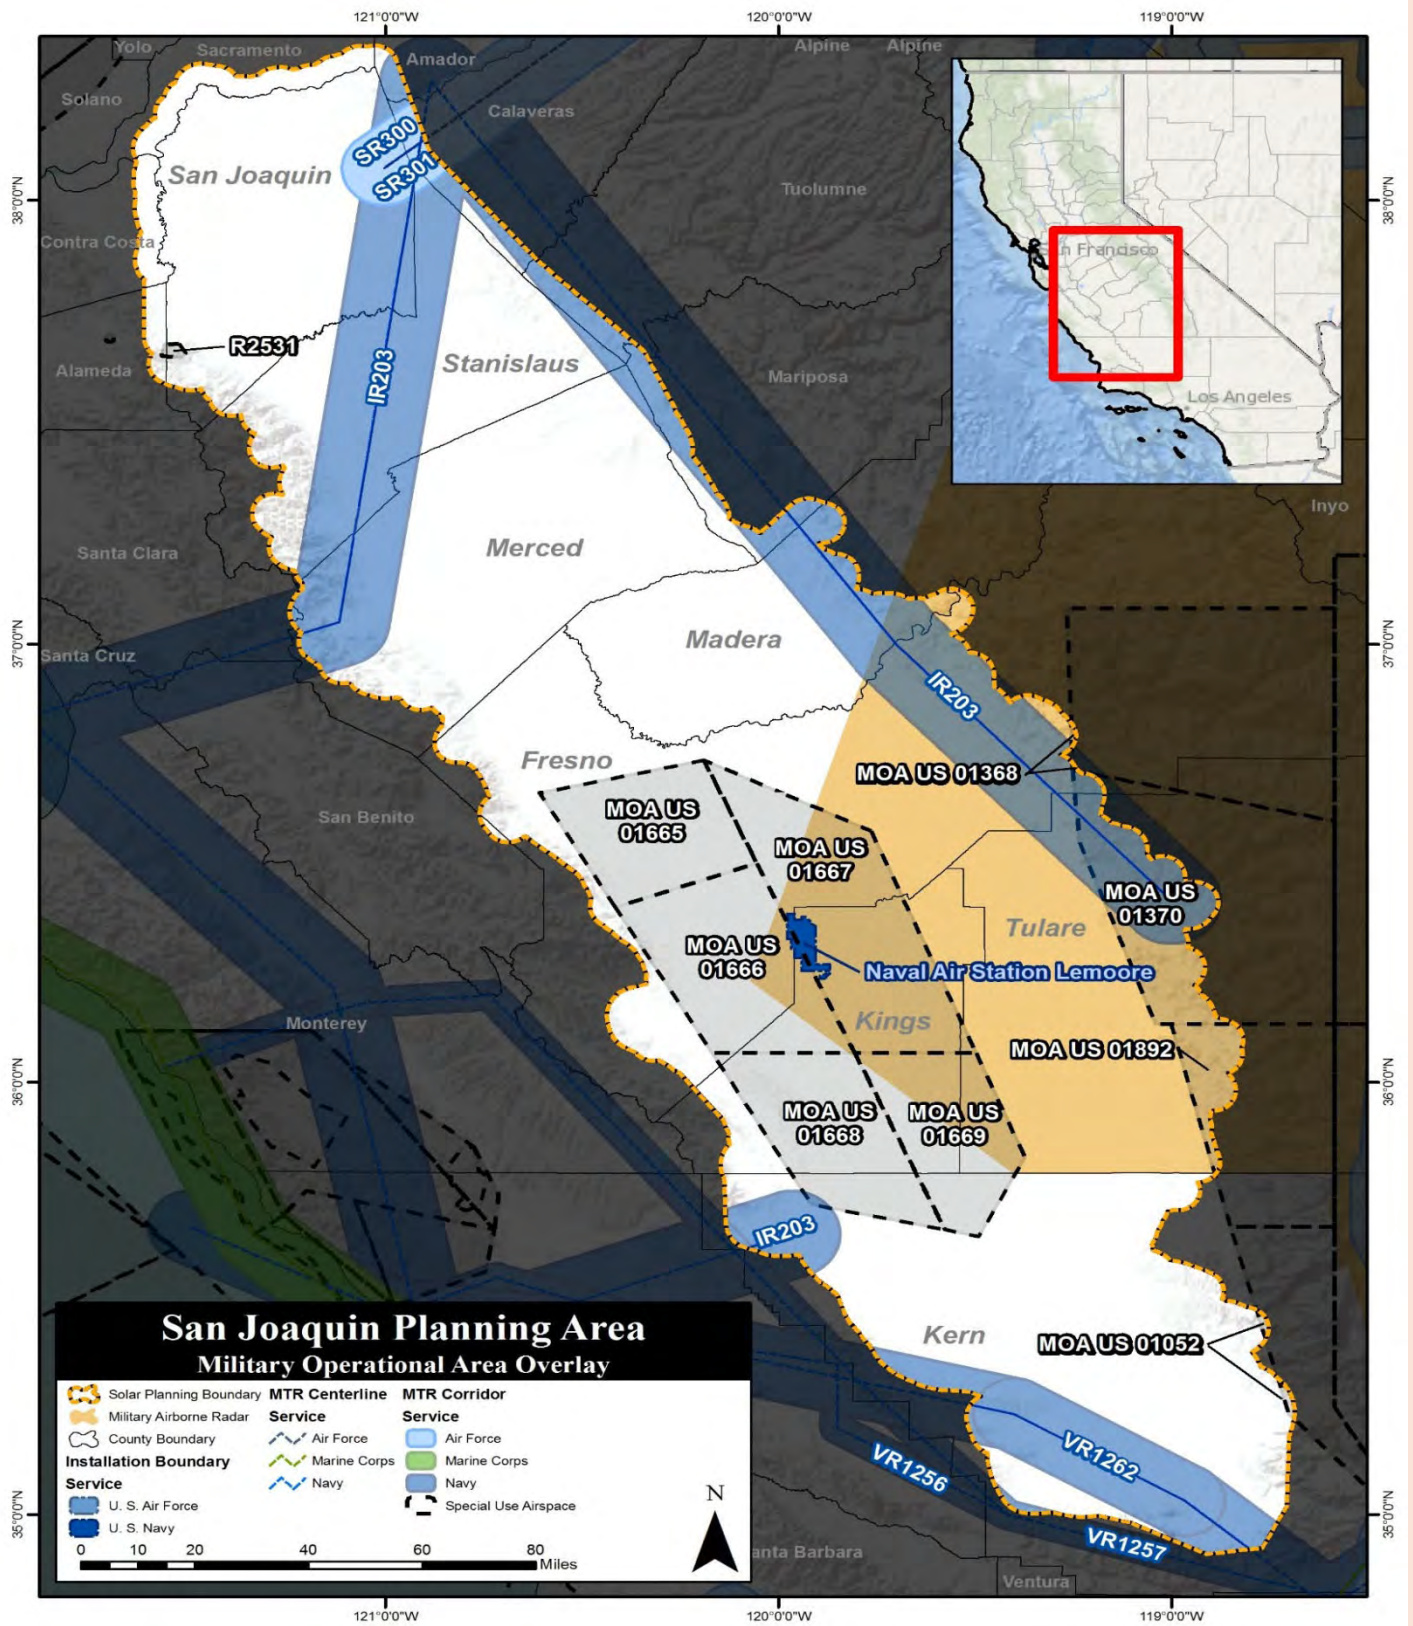 121°0'0"W
120°0'0"W
119°0'0"W
Yolo
Sacramento
Amador
Alpine
Alpine
Solano
Calaveras
SR300
SR301
San Joaquin
Tuolumne
38°0'0"N
38°0'0"N
Contra Costa
San Francisco
R2531
Stanislaus
Alameda
IR203
Mariposa
Los Angeles
Inyo
Santa Clara
Merced
Santa Cruz
Madera
37°0'0"N
37°0'0"N
IR203
Fresno
MOA US 01368
San Benito
MOA US
01665
MOA US
01667
MOA US
01370
Tulare
MOA US
01666
Naval Air Station Lemoore
Monterey
Kings
MOA US 01892
36°0'0"N
36°0'0"N
MOA US
01668
MOA US
01669
IR203
Kern
MOA US 01052
VR1262
VR1256
VR1257
35°0'0"N
35°0'0"N
anta Barbara
Ventura
San Joaquin Planning Area
Military Operational Area Overlay
Solar Planning Boundary
Military Airborne Radar
County Boundary
Installation Boundary
Service
U. S. Air Force
U. S. Navy
MTR Centerline
Service
Air Force
Marine Corps
Navy
MTR Corridor
Service
Air Force
Marine Corps
Navy
Special Use Airspace
N
0 10 20 40 60 80
Miles
121°0'0"W
120°0'0"W
119°0'0"W